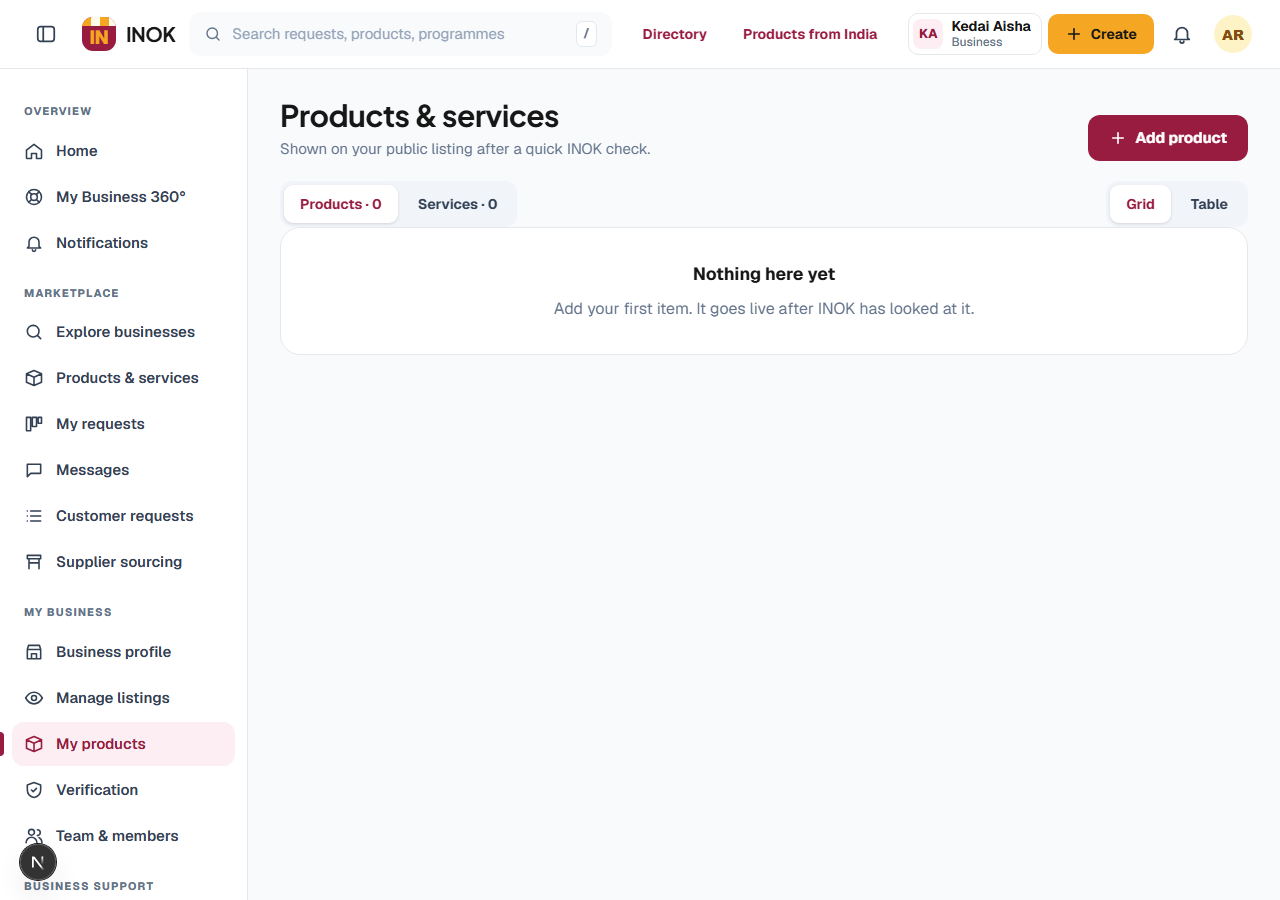 IN INOK
Search requests, products, programmes /
Directory
Products from India
KA Kedai Aisha
Business
+ Create
AR
OVERVIEW
Home
My Business 360°
Notifications
MARKETPLACE
Explore businesses
Products & services
My requests
Messages
Customer requests
Supplier sourcing
MY BUSINESS
Business profile
Manage listings
My products
Verification
Team & members
N
BUSINESS SUPPORT
Products & services
Shown on your public listing after a quick INOK check.
+ Add product
Products · 0
Services · 0
Grid
Table
Nothing here yet
Add your first item. It goes live after INOK has looked at it.